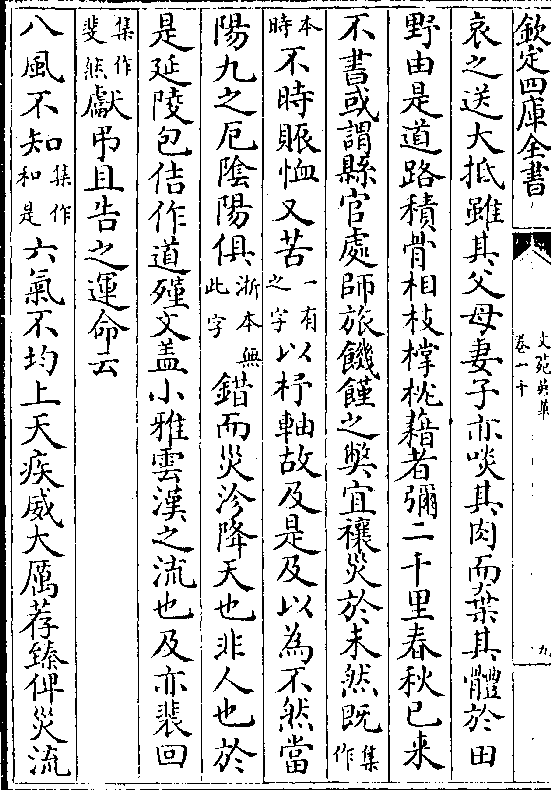 欽定四庫全書
文苑英華
卷一千
九
哀之送大抵雖其父母妻子亦啖其肉而棄其體於田
野由是道路積骨相枝撑枕藉者彌二千里春秋已来
不書或謂縣官處師旅饑饉之弊宜禳災於未然既集作
時本不時賑恤又苦一有之字以杼軸故及是及以為不然當
陽九之厄陰陽俱浙本無此字錯而災沴降天也非人也於
是延陵包佶作道殣文盖小雅雲漢之流也及亦裴回
集作斐然獻弔且告之運命云
八風不知集作和是六氣不均上天疾威大厲荐臻俾災流